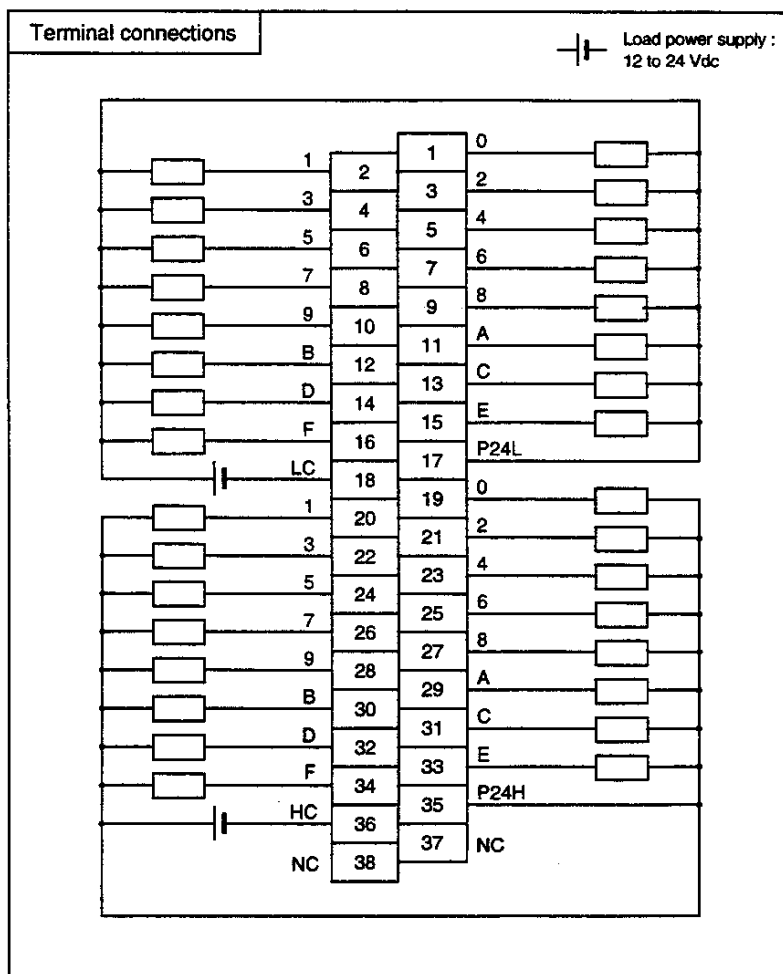 Terminal connections
Load power supply :
12 to 24 Vdc
1 0
1 2
3 2
3 4
5 4
5 6
7 6
7 8
9 8
9 10
11 A
B 12
13 C
D 14
15 E
F 16
17 P24L
LC 18
19 0
1 20
21 2
3 22
23 4
5 24
25 6
7 26
27 8
9 28
29 A
B 30
31 C
D 32
33 E
F 34
35 P24H
HC 36
37 NC
NC 38